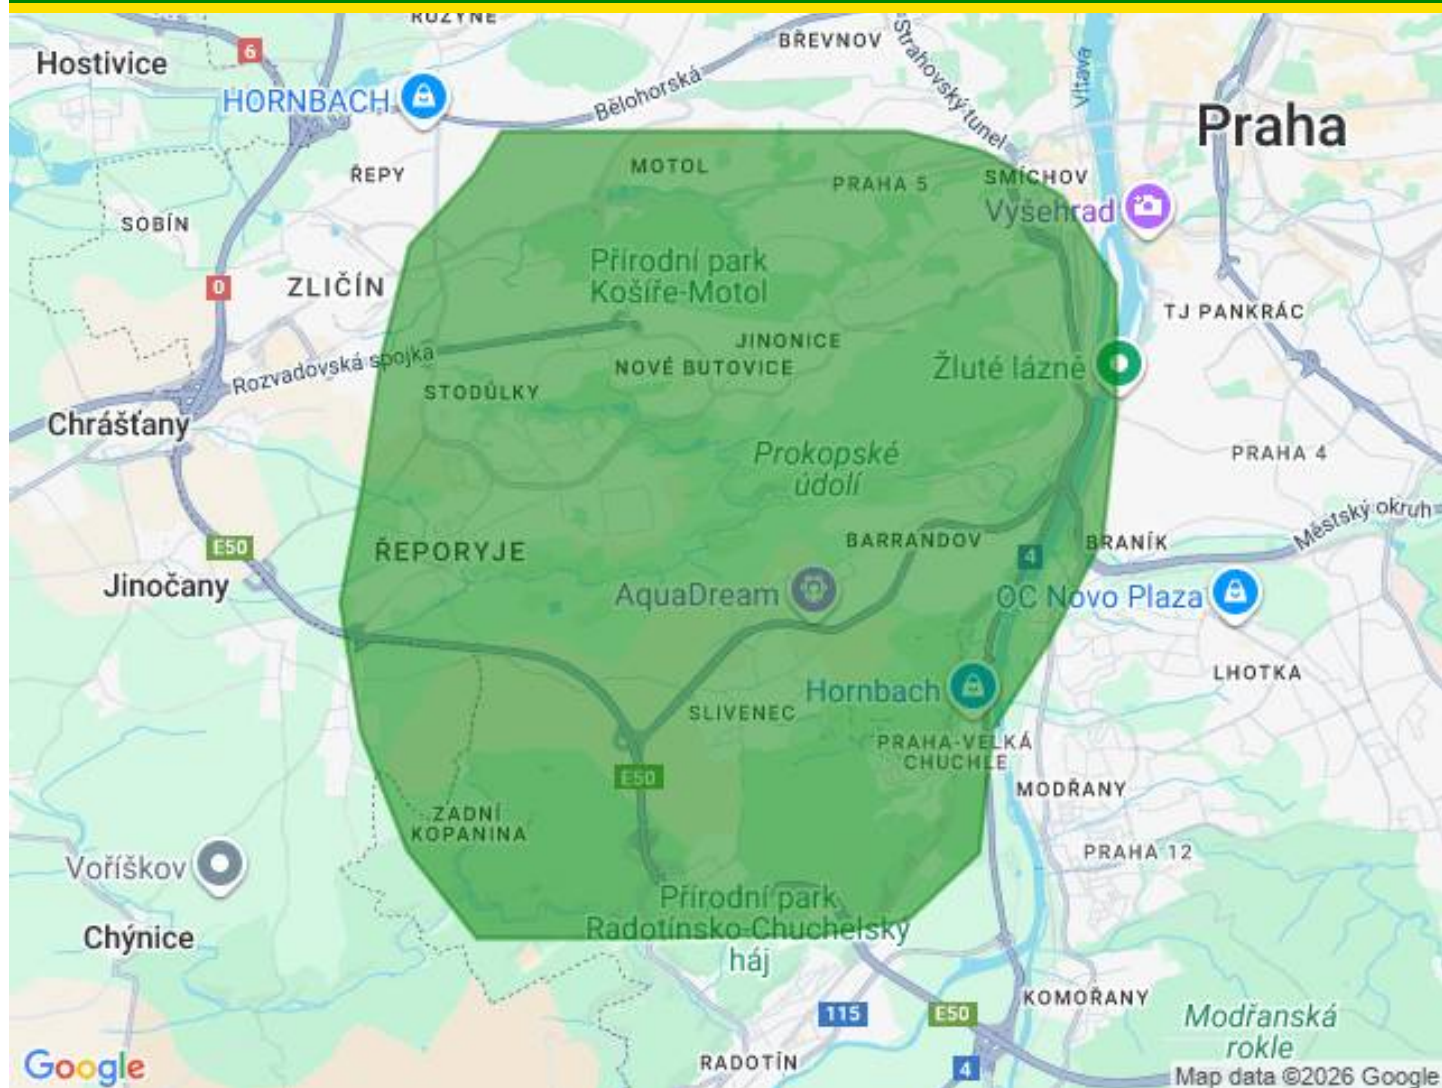 RUZYNĚ
Hostivice
6
BŘEVNOV
Strahovský tunel
Vltava
HORNBACH
Bělohorská
Praha
ŘEPY
MOTOL
PRAHA 5
SMÍCHOV
Vyšehrad
SOBÍN
ZLIČÍN
0
Přírodní park
Košíře-Motol
TJ PANKRÁC
JINONICE
Rozvadovská spojka
NOVÉ BUTOVICE
Žluté lázně
STODŮLKY
Chrášťany
Prokopské
údolí
PRAHA 4
Městský okruh
E50
ŘEPORYJE
BARRANDOV
4
BRANÍK
Jinočany
AquaDream
OC Novo Plaza
LHOTKA
Hornbach
SLIVENEC
PRAHA-VELKÁ
CHUCHLE
E50
MODŘANY
ZADNÍ
KOPANINA
PRAHA 12
Voříškov
Přírodní park
Radotínsko-Chuchelský
háj
Chýnice
115
E50
KOMOŘANY
Modřanská
rokle
RADOTÍN
4
Google
Map data ©2026 Google